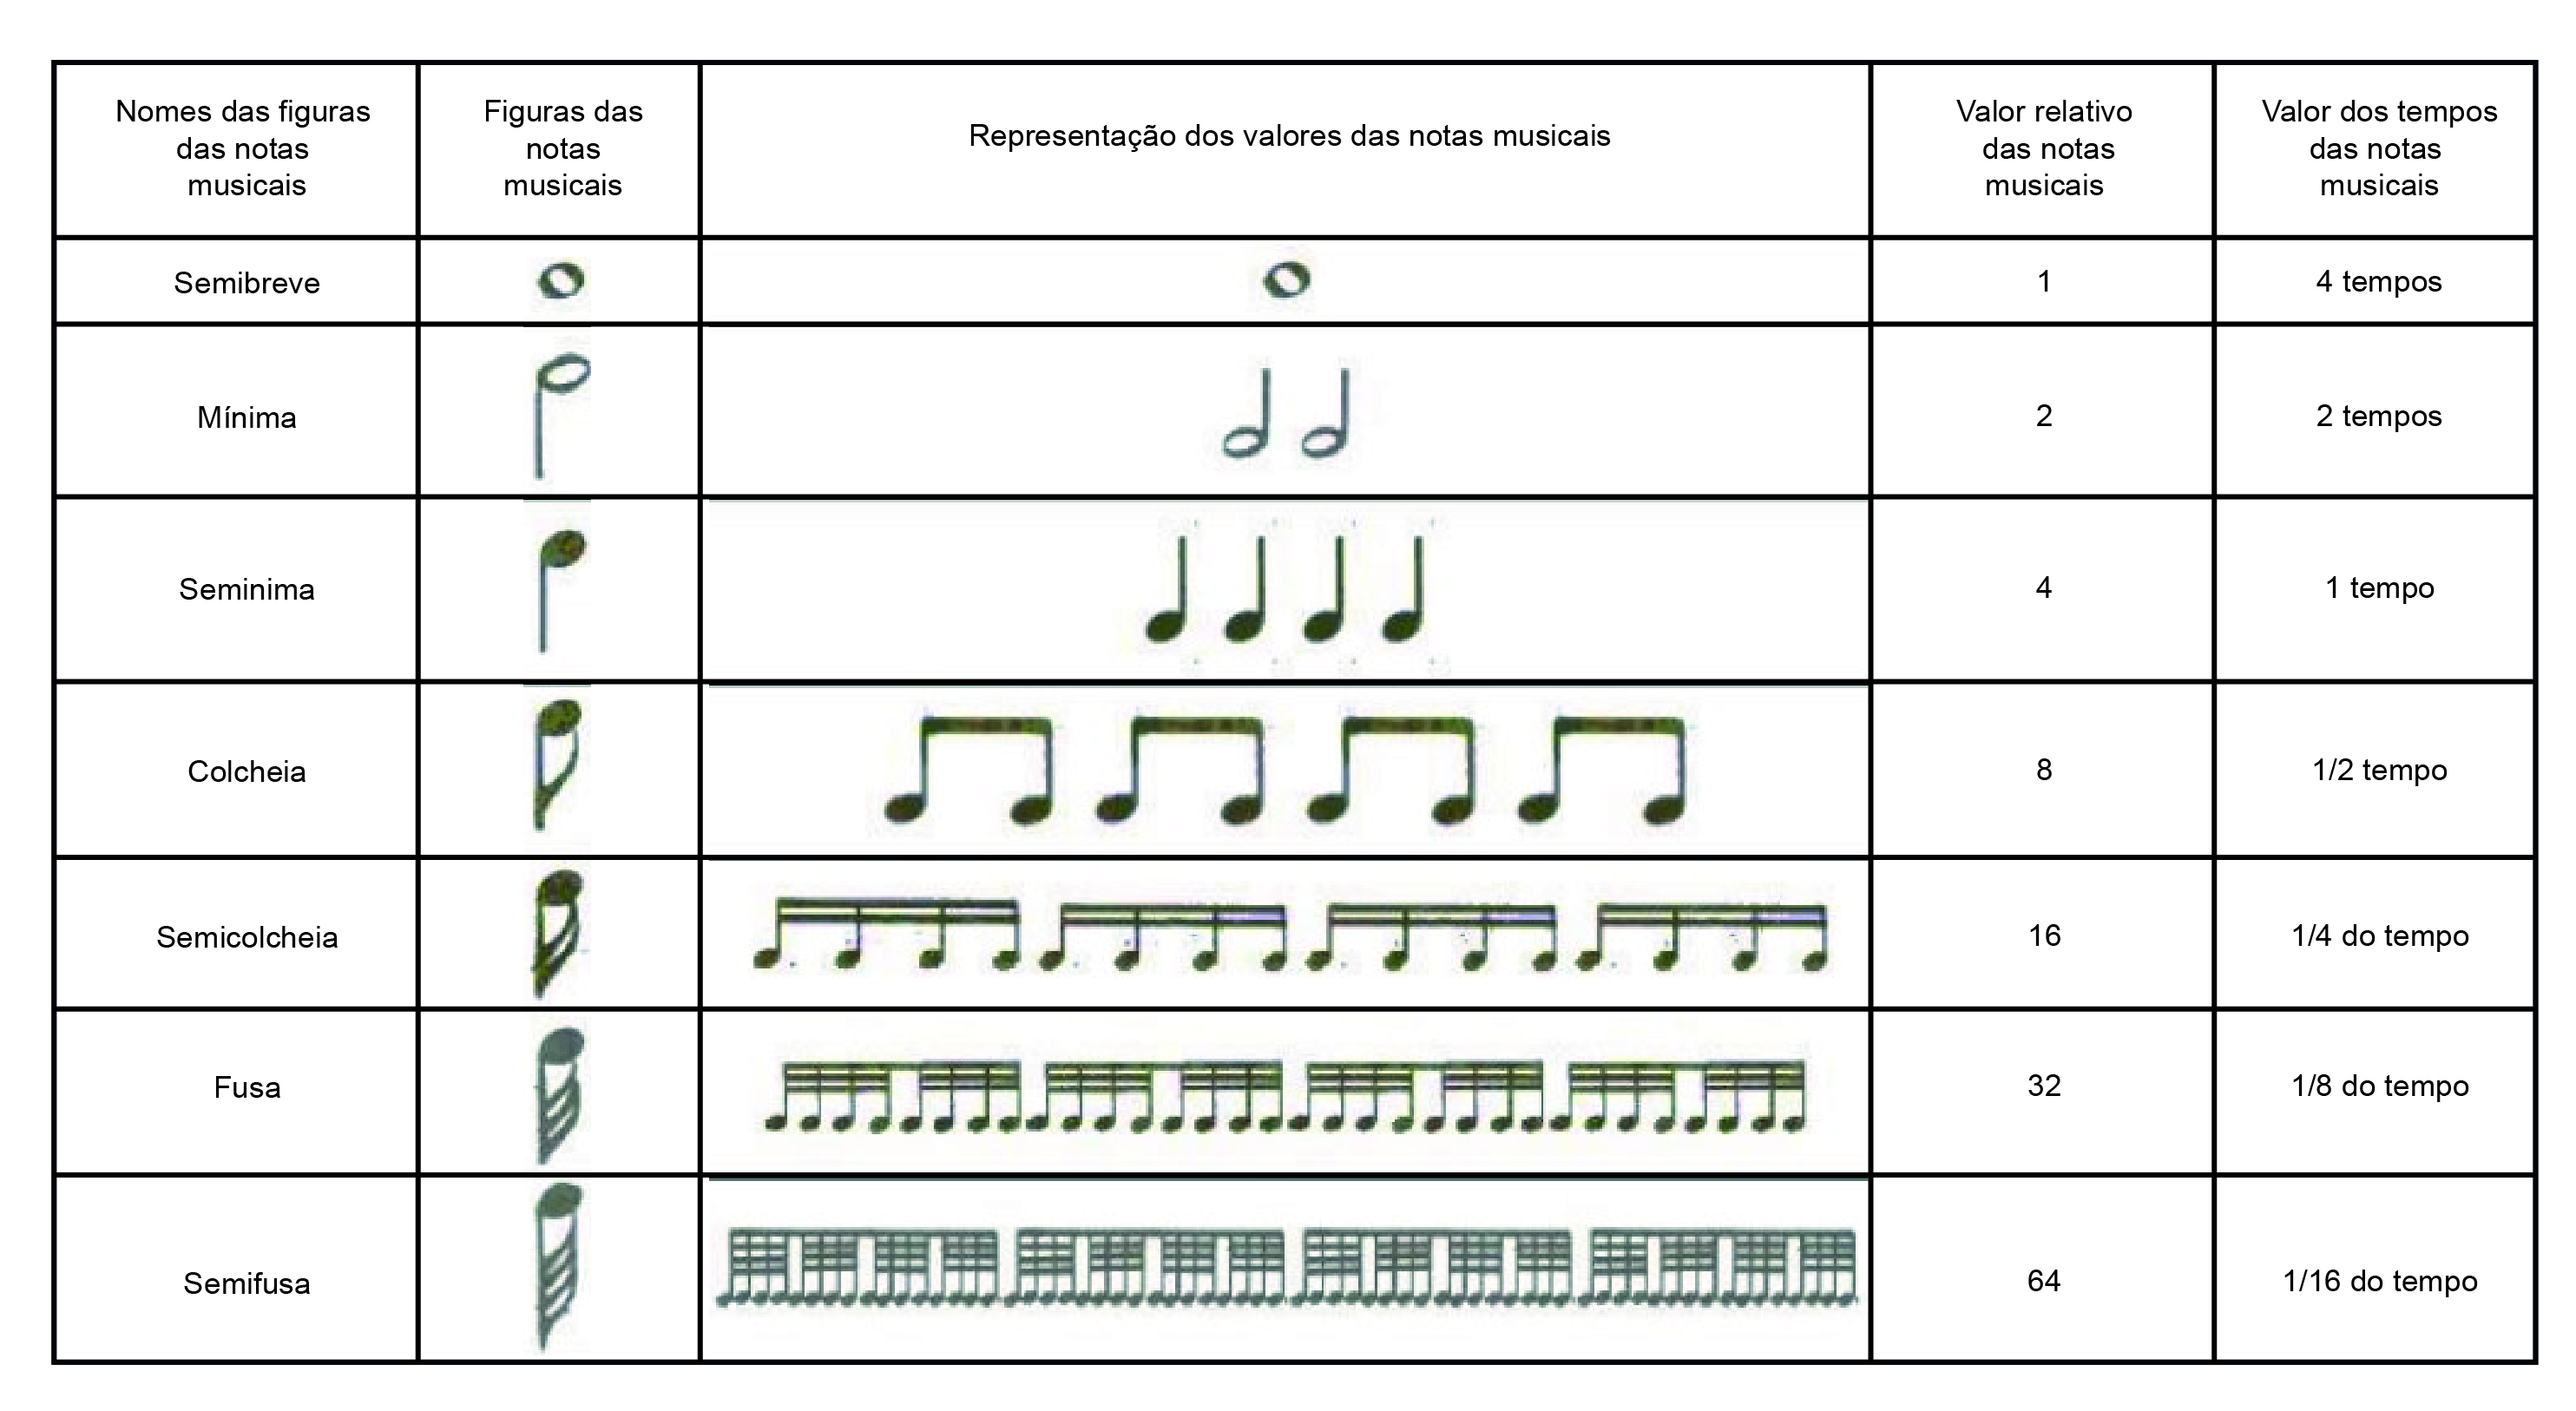 Nomes das figuras
das notas
musicais
Figuras das
notas
musicais
Representação dos valores das notas musicais
Valor relativo
das notas
musicais
Valor dos tempos
das notas
musicais
Semibreve
1
4 tempos
Mínima
2
2 tempos
Seminima
4
1 tempo
Colcheia
8
1/2 tempo
Semicolcheia
16
1/4 do tempo
Fusa
32
1/8 do tempo
Semifusa
64
1/16 do tempo